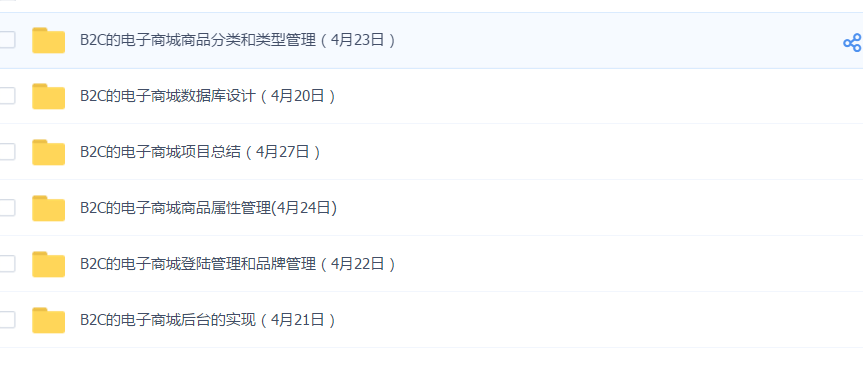 B2C的电子商城商品分类和类型管理（4月23日）
B2C的电子商城数据库设计（4月20日）
B2C的电子商城项目总结（4月27日）
B2C的电子商城商品属性管理(4月24日)
B2C的电子商城登陆管理和品牌管理（4月22日）
B2C的电子商城后台的实现（4月21日）